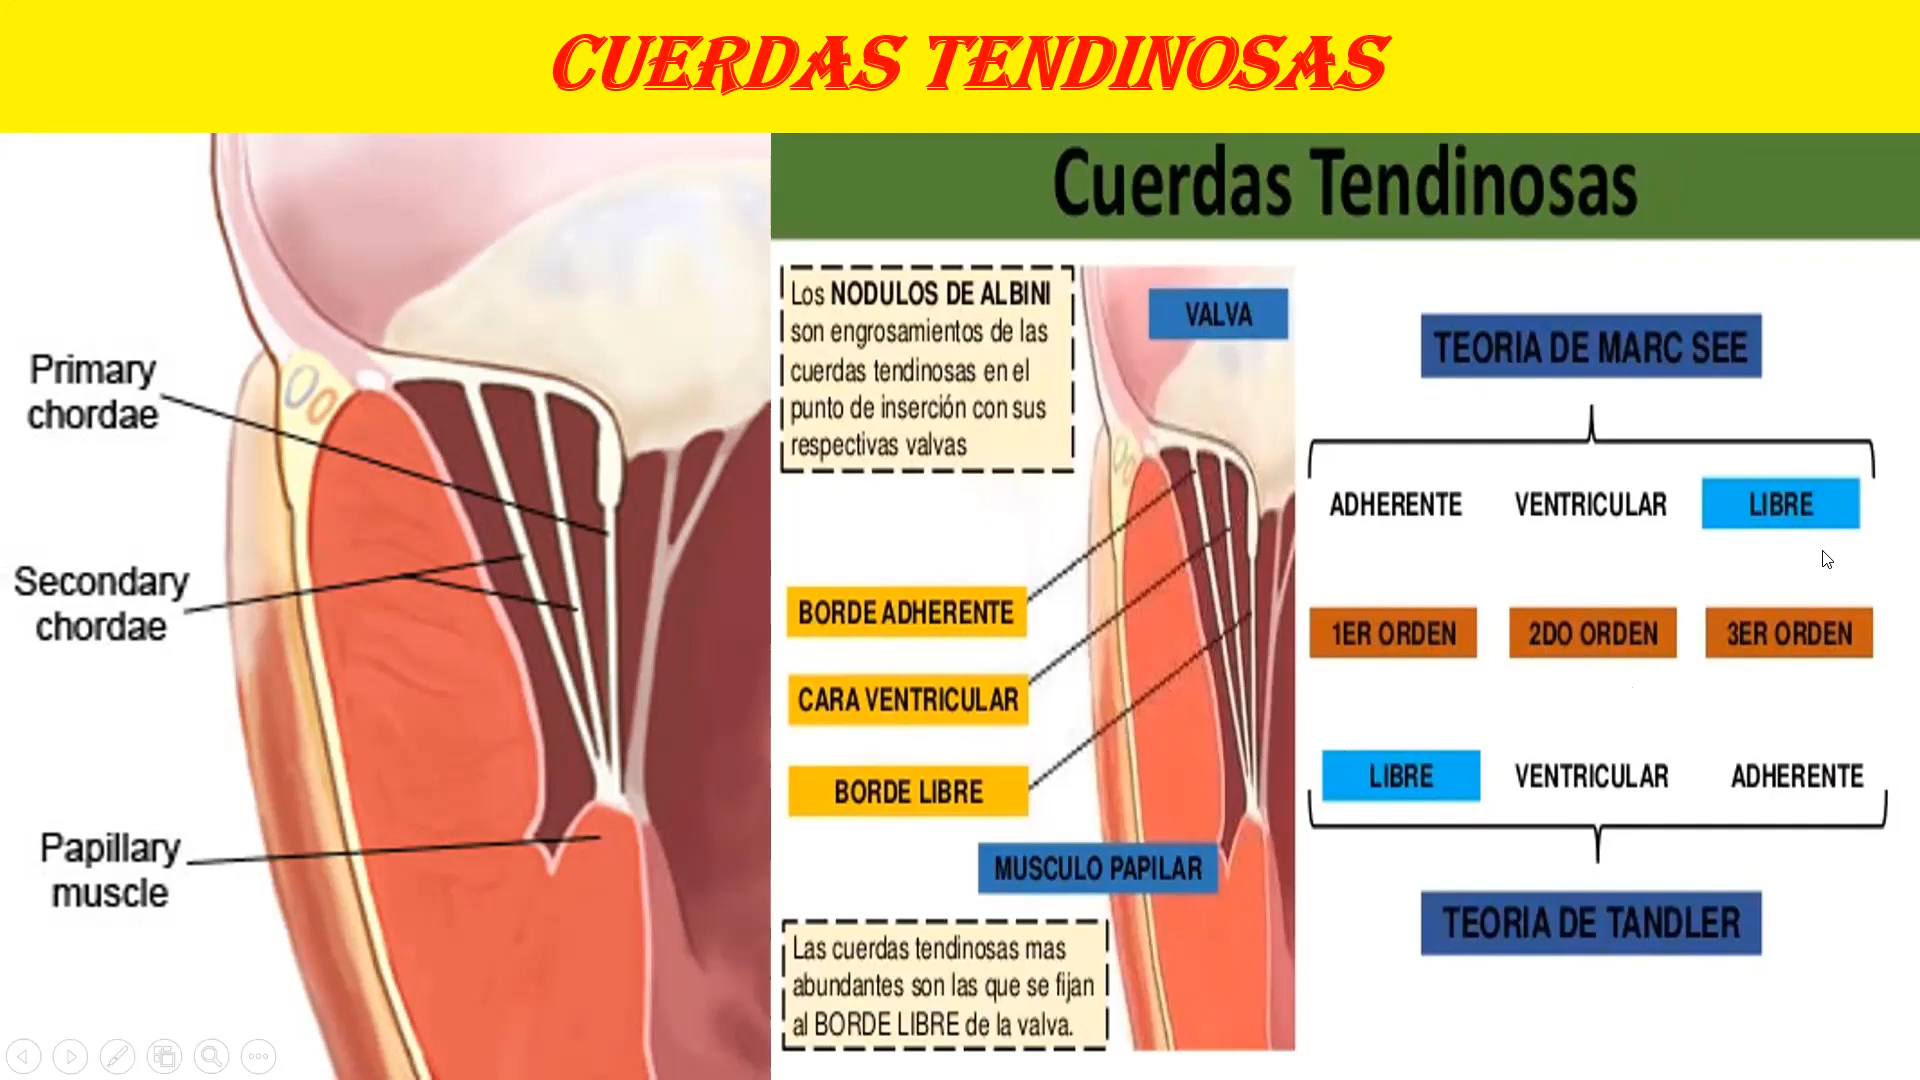 CUERDAS TENDINOSAS
Primary
chordae
Secondary
chordae
Papillary
muscle
Cuerdas Tendinosas
Los NODULOS DE ALBINI
son engrosamientos de las
cuerdas tendinosas en el
punto de inserción con sus
respectivas valvas
VALVA
BORDE ADHERENTE
CARA VENTRICULAR
BORDE LIBRE
MUSCULO PAPILAR
Las cuerdas tendinosas mas
abundantes son las que se fijan
al BORDE LIBRE de la valva.
TEORIA DE MARC SEE
ADHERENTE VENTRICULAR LIBRE
1ER ORDEN 2DO ORDEN 3ER ORDEN
LIBRE VENTRICULAR ADHERENTE
TEORIA DE TANDLER